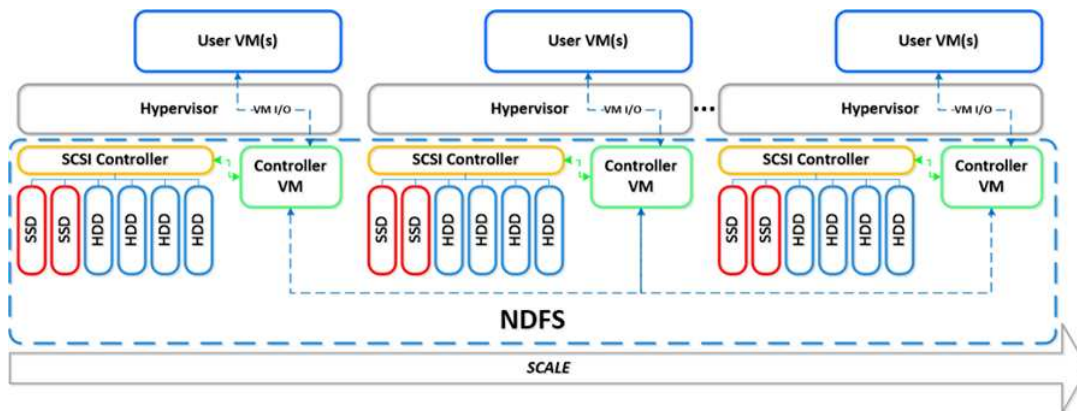 User VM(s)
User VM(s)
User VM(s)
Hypervisor
VM I/O
Hypervisor
VM I/O
...
Hypervisor
VM I/O
SCSI Controller
Controller
VM
SCSI Controller
Controller
VM
SCSI Controller
Controller
VM
SSD
SSD
HDD
HDD
HDD
HDD
SSD
SSD
HDD
HDD
HDD
HDD
SSD
SSD
HDD
HDD
HDD
HDD
NDFS
SCALE